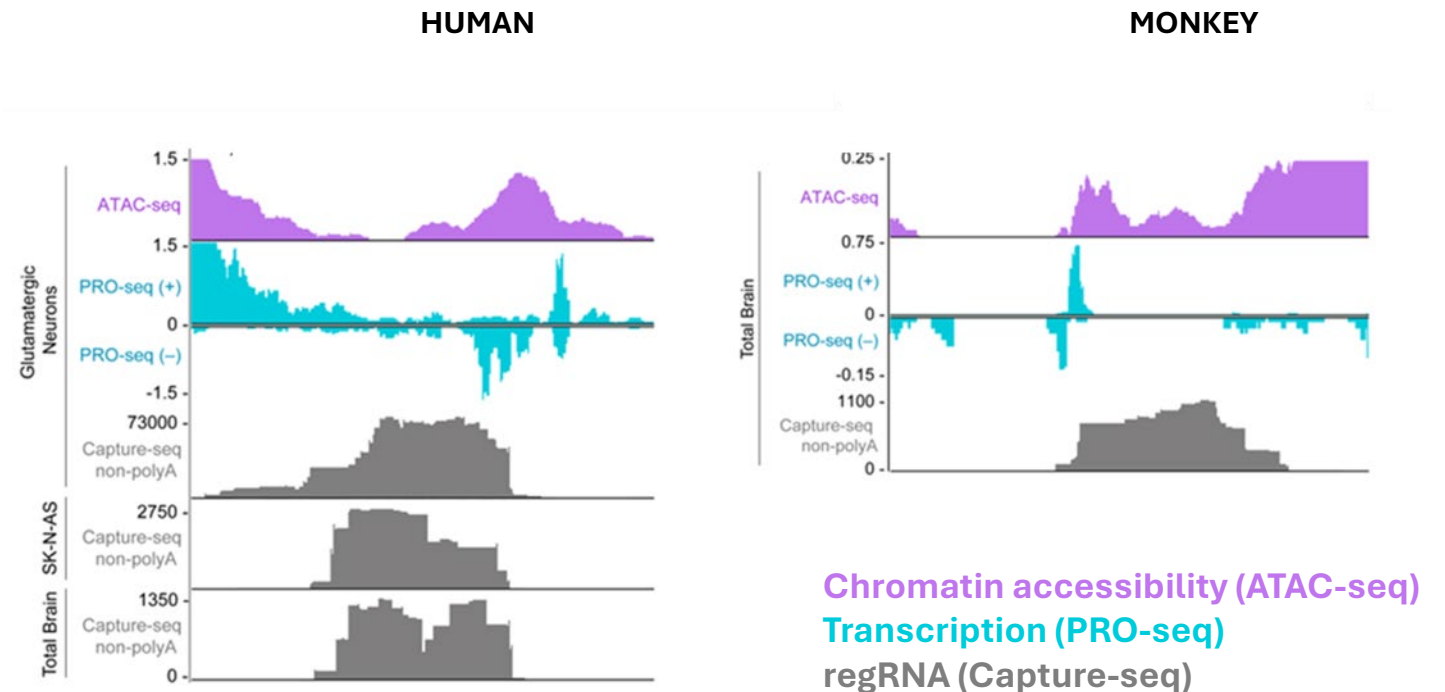 HUMAN
MONKEY
Glutamatergic
Neurons
1.5
ATAC-seq
1.5
PRO-seq (+)
0
PRO-seq (–)
-1.5
73000
Capture-seq
non-polyA
SK-N-AS
2750
Capture-seq
non-polyA
Total Brain
1350
Capture-seq
non-polyA
0
Total Brain
0.25
ATAC-seq
0.75
PRO-seq (+)
0
PRO-seq (–)
-0.15
1100
Capture-seq
non-polyA
0
Chromatin accessibility (ATAC-seq)
Transcription (PRO-seq)
regRNA (Capture-seq)